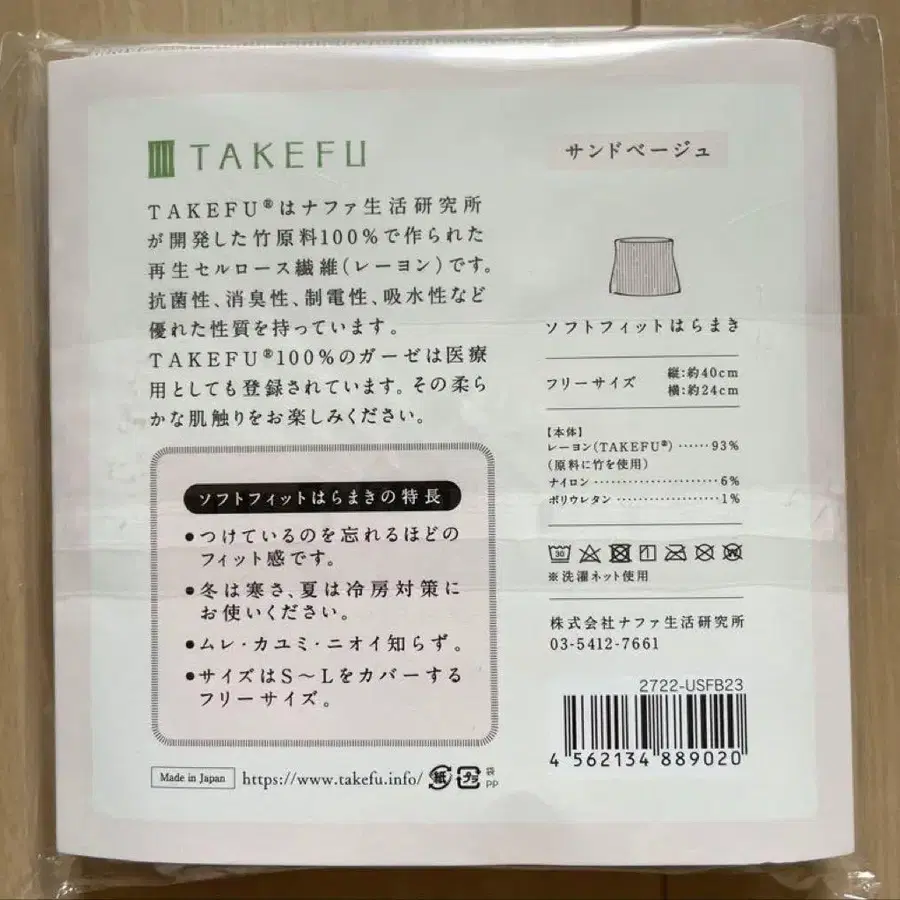 TAKEFU
TAKEFU®はナファ生活研究所
が開発した竹原料100%で作られた
再生セルロース繊維(レーヨン)です。
抗菌性、消臭性、制電性、吸水性など
優れた性質を持っています。
TAKEFU®100%のガーゼは医療
用としても登録されています。その柔ら
かな肌触りをお楽しみください。
ソフトフィットはらまきの特長
●つけているのを忘れるほどの
フィット感です。
●冬は寒さ、夏は冷房対策に
お使いください。
●ムレ・カユミ・ニオイ知らず。
●サイズはS〜Lをカバーする
フリーサイズ。
Made in Japan
https://www.takefu.info/
紙
プラ
袋
PP
サンドベージュ
ソフトフィットはらまき
フリーサイズ
縦:約40cm
横:約24cm
【本体】
レーヨン(TAKEFU®)······93%
(原料に竹を使用)
ナイロン······················6%
ポリウレタン··················1%
30
※洗濯ネット使用
株式会社ナファ生活研究所
03-5412-7661
2722-USFB23
4 562134 889020